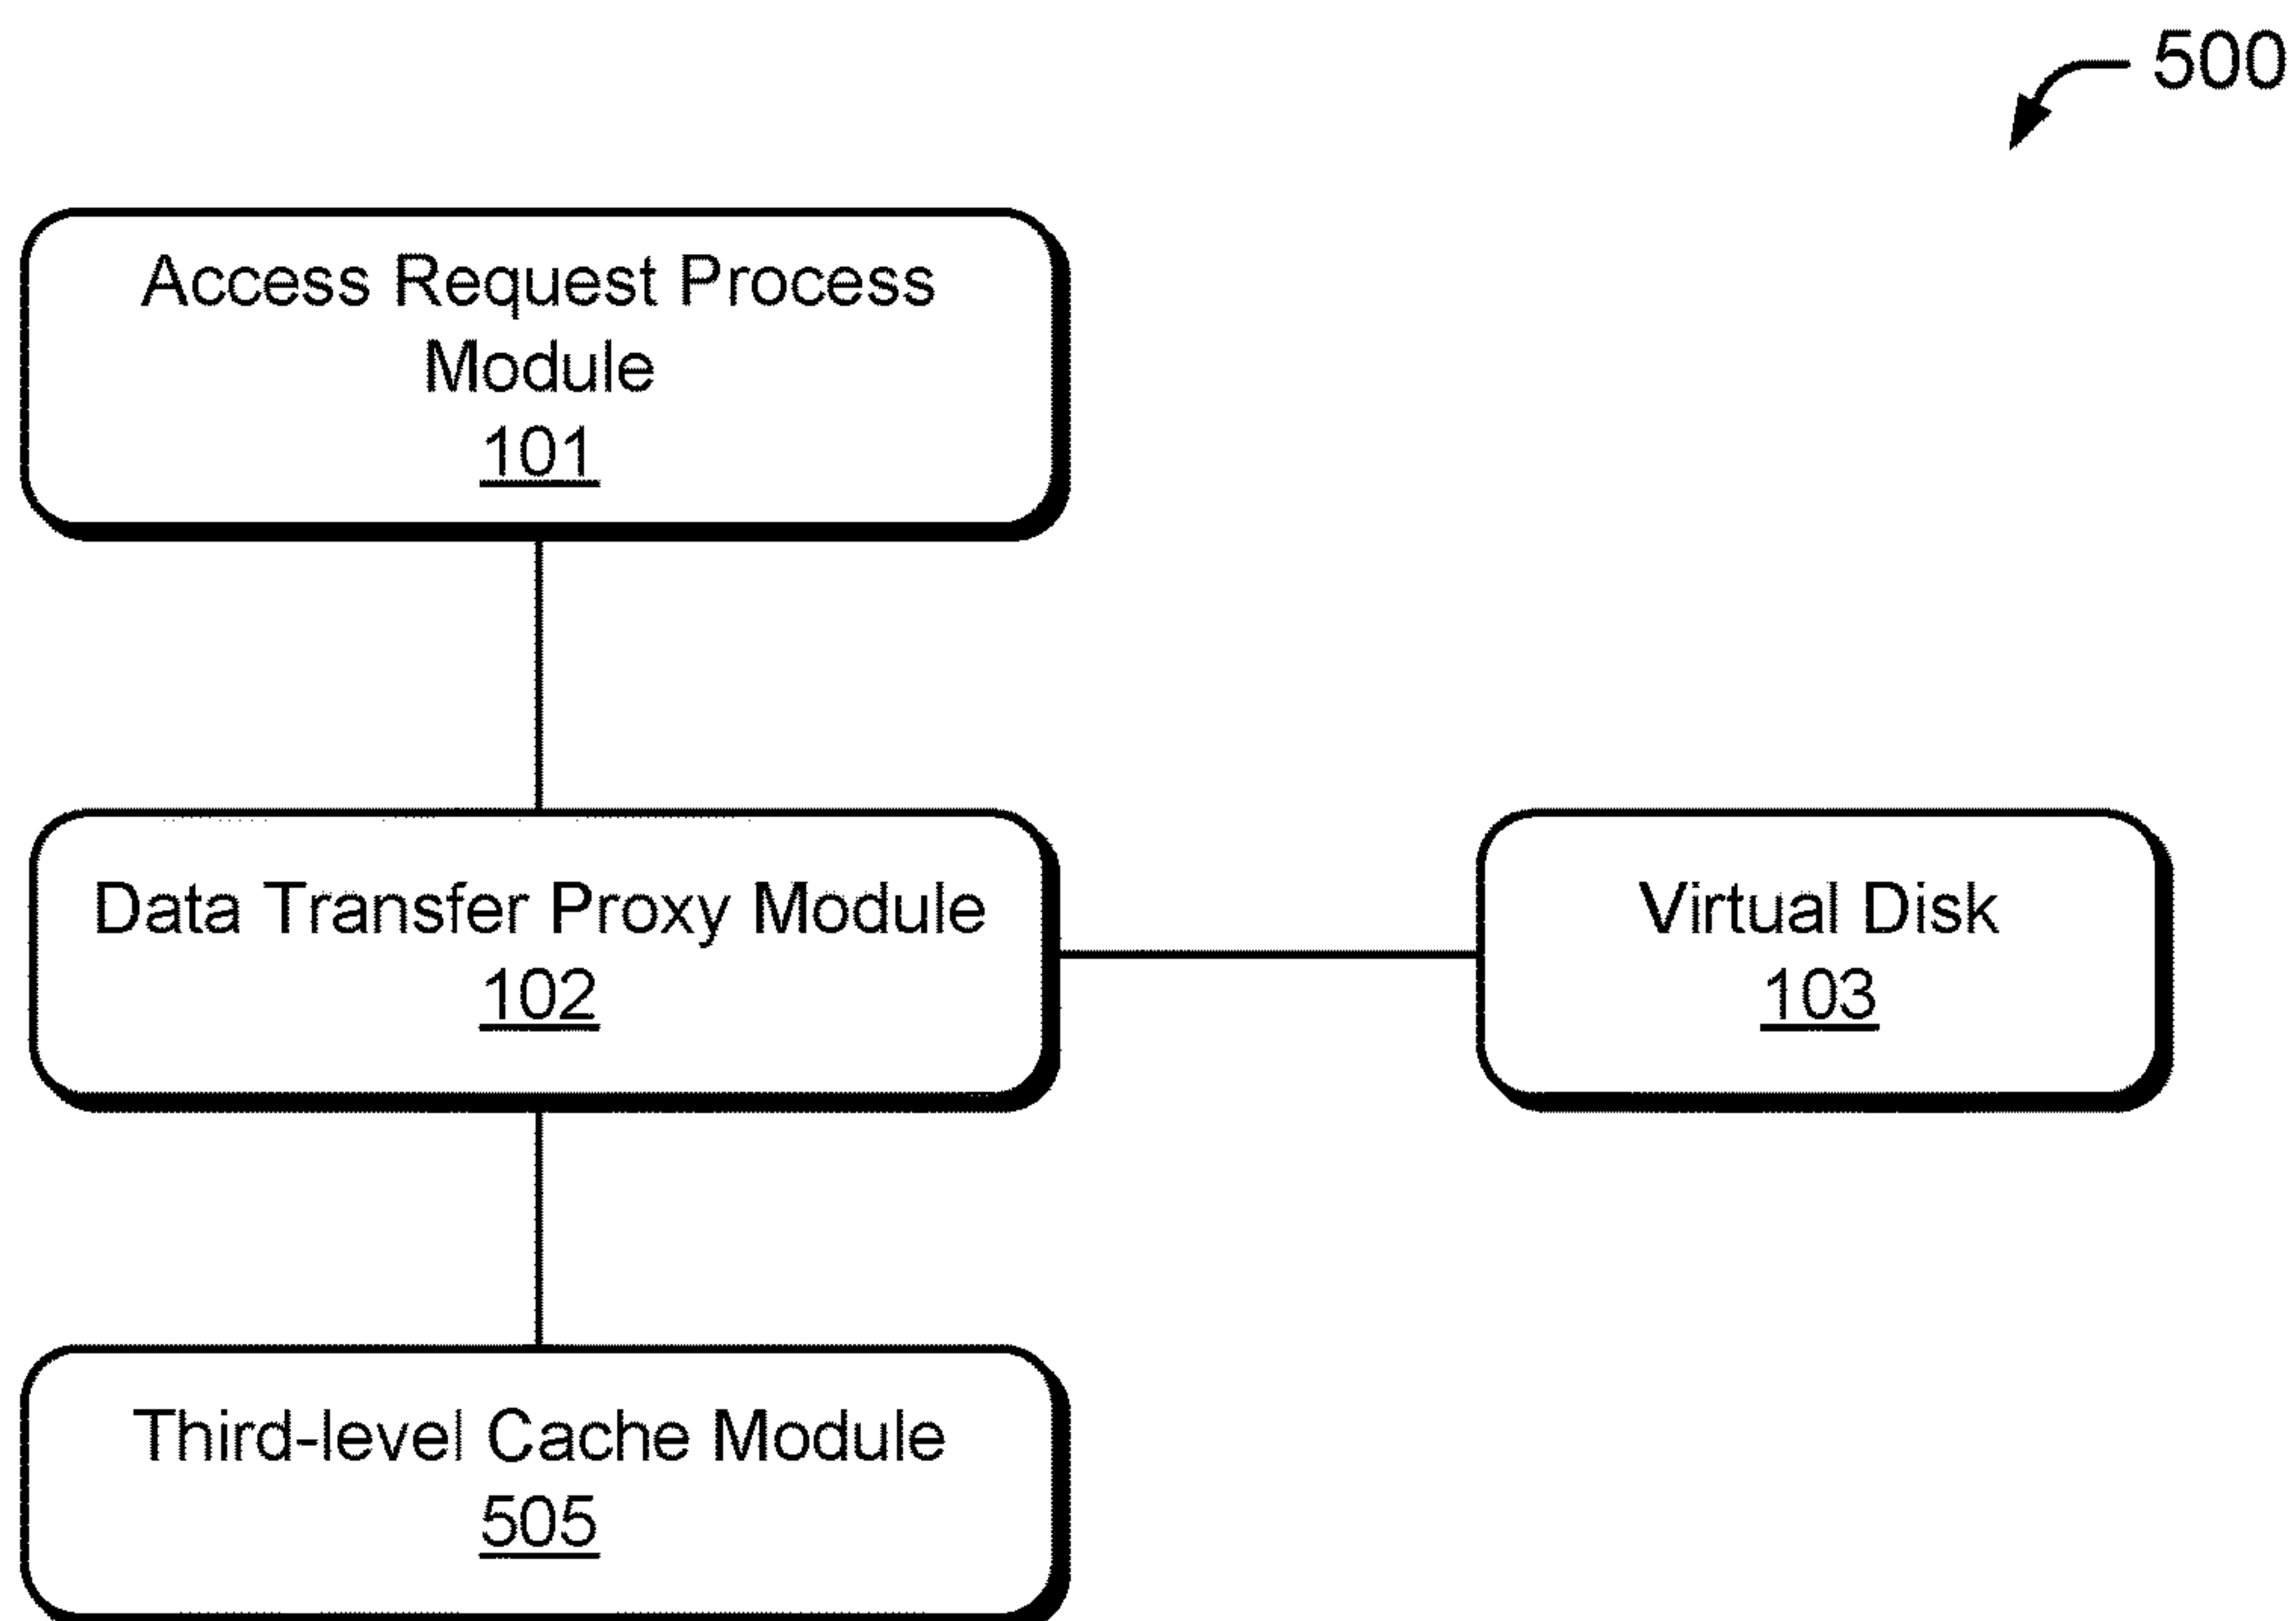 500
Access Request Process
Module
101
Data Transfer Proxy Module
102
Virtual Disk
103
Third-level Cache Module
505